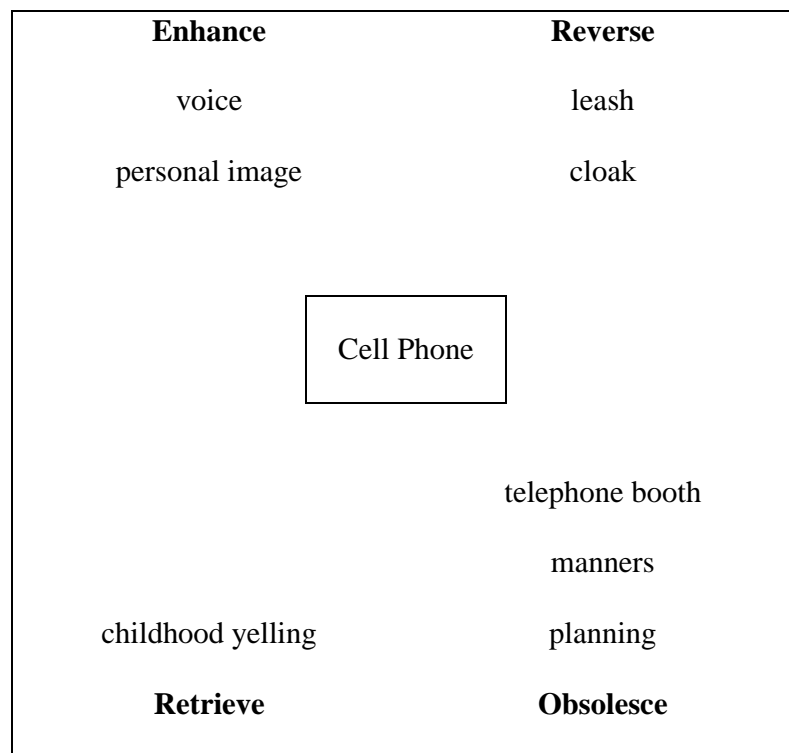 Enhance Reverse
voice leash
personal image cloak
Cell Phone
telephone booth
manners
childhood yelling planning
Retrieve Obsolesce